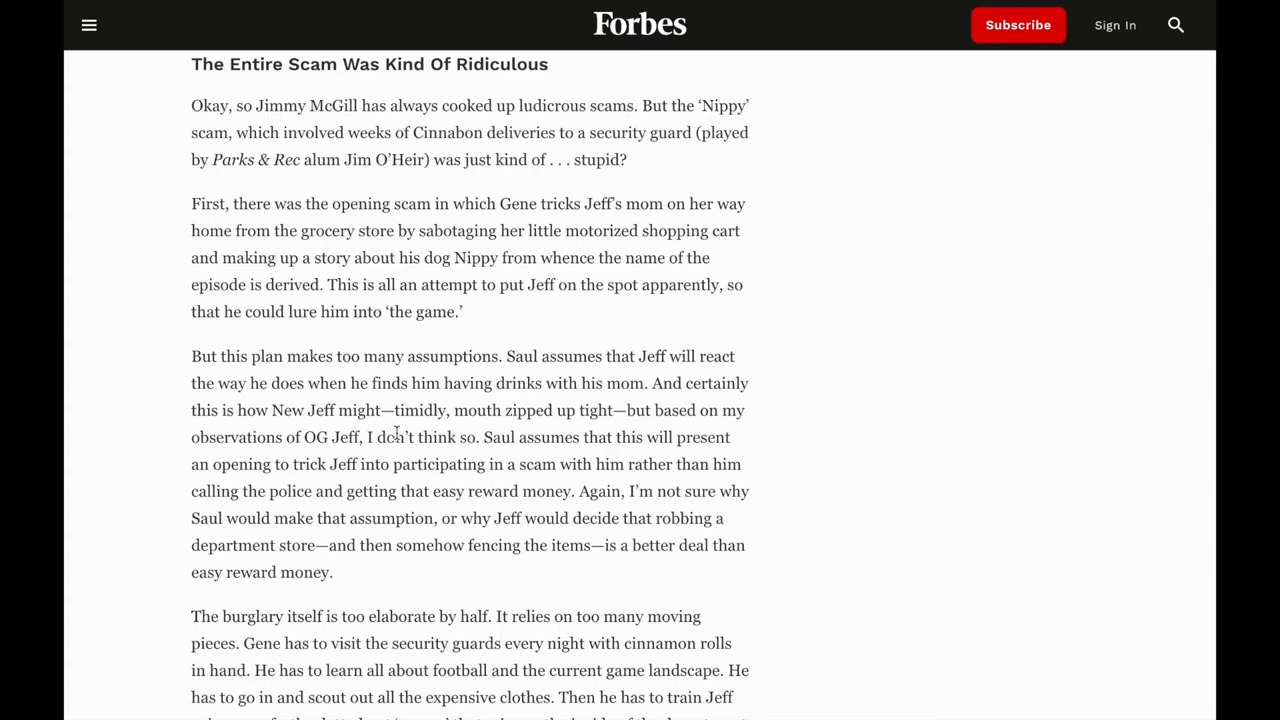 Forbes
Subscribe
Sign In
The Entire Scam Was Kind Of Ridiculous
Okay, so Jimmy McGill has always cooked up ludicrous scams. But the ‘Nippy’
scam, which involved weeks of Cinnabon deliveries to a security guard (played
by Parks & Rec alum Jim O’Heir) was just kind of . . . stupid?
First, there was the opening scam in which Gene tricks Jeff’s mom on her way
home from the grocery store by sabotaging her little motorized shopping cart
and making up a story about his dog Nippy from whence the name of the
episode is derived. This is all an attempt to put Jeff on the spot apparently, so
that he could lure him into ‘the game.’
But this plan makes too many assumptions. Saul assumes that Jeff will react
the way he does when he finds him having drinks with his mom. And certainly
this is how New Jeff might—timidly, mouth zipped up tight—but based on my
observations of OG Jeff, I don’t think so. Saul assumes that this will present
an opening to trick Jeff into participating in a scam with him rather than him
calling the police and getting that easy reward money. Again, I’m not sure why
Saul would make that assumption, or why Jeff would decide that robbing a
department store—and then somehow fencing the items—is a better deal than
easy reward money.
The burglary itself is too elaborate by half. It relies on too many moving
pieces. Gene has to visit the security guards every night with cinnamon rolls
in hand. He has to learn all about football and the current game landscape. He
has to go in and scout out all the expensive clothes. Then he has to train Jeff